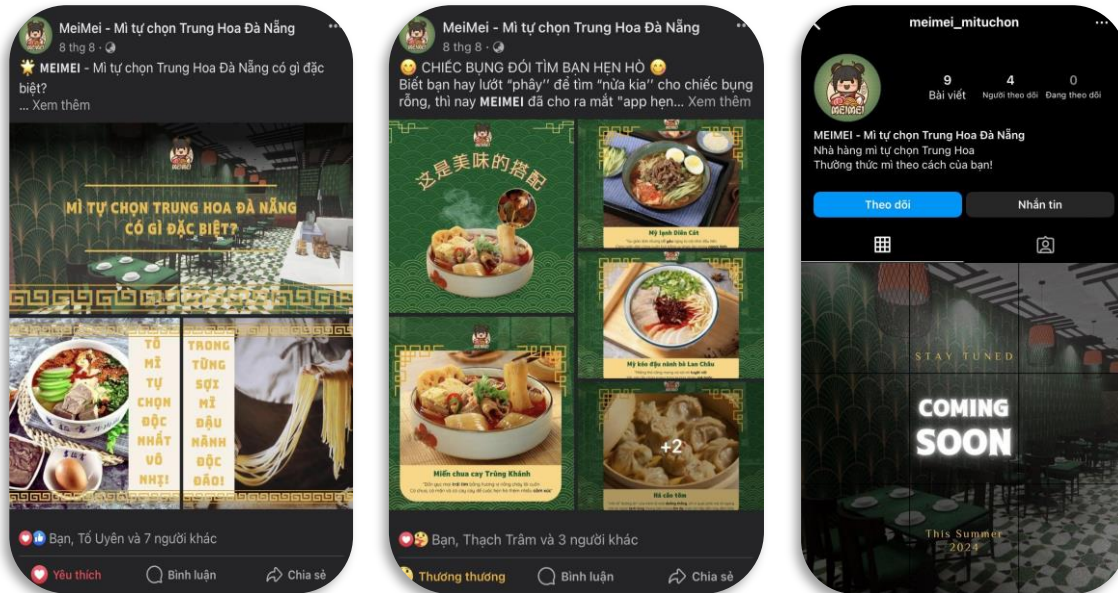 MeiMei - Mì tự chọn Trung Hoa Đà Nẵng
8 thg 8 ·
MEIMEI - Mì tự chọn Trung Hoa Đà Nẵng có gì đặc
biệt?
... Xem thêm
MEIMEI
MÌ TỰ CHỌN TRUNG HOA ĐÀ NẴNG
CÓ GÌ ĐẶC BIỆT?
TÔ
MÌ
TỰ
CHỌN
ĐỘC
NHẤT
VÔ
NHỊ!
TRONG
TỪNG
SỢI
MÌ
ĐẬU
NÀNH
ĐỘC
ĐÁO!
Bạn, Tố Uyên và 7 người khác
Yêu thích
Bình luận
Chia sẻ
MeiMei - Mì tự chọn Trung Hoa Đà Nẵng
8 thg 8 ·
CHIẾC BỤNG ĐÓI TÌM BẠN HẸN HÒ
Biết bạn hay lướt "phây" để tìm "nửa kia" cho chiếc bụng
rỗng, thì nay MEIMEI đã cho ra mắt "app hẹn... Xem thêm
这是美味的搭配
Mỳ lạnh Diên Cát
Mỳ kéo đậu nành bò Lan Châu
Miến chua cay Trùng Khánh
+2
Há cảo tôm
Bạn, Thạch Trâm và 3 người khác
Thương thương
Bình luận
Chia sẻ
meimei_mituchon
MEIMEI
9
Bài viết
4
Người theo dõi
0
Đang theo dõi
MEIMEI - Mì tự chọn Trung Hoa Đà Nẵng
Nhà hàng mì tự chọn Trung Hoa
Thưởng thức mì theo cách của bạn!
Theo dõi
Nhắn tin
STAY TUNED
COMING
SOON
This Summer
2024